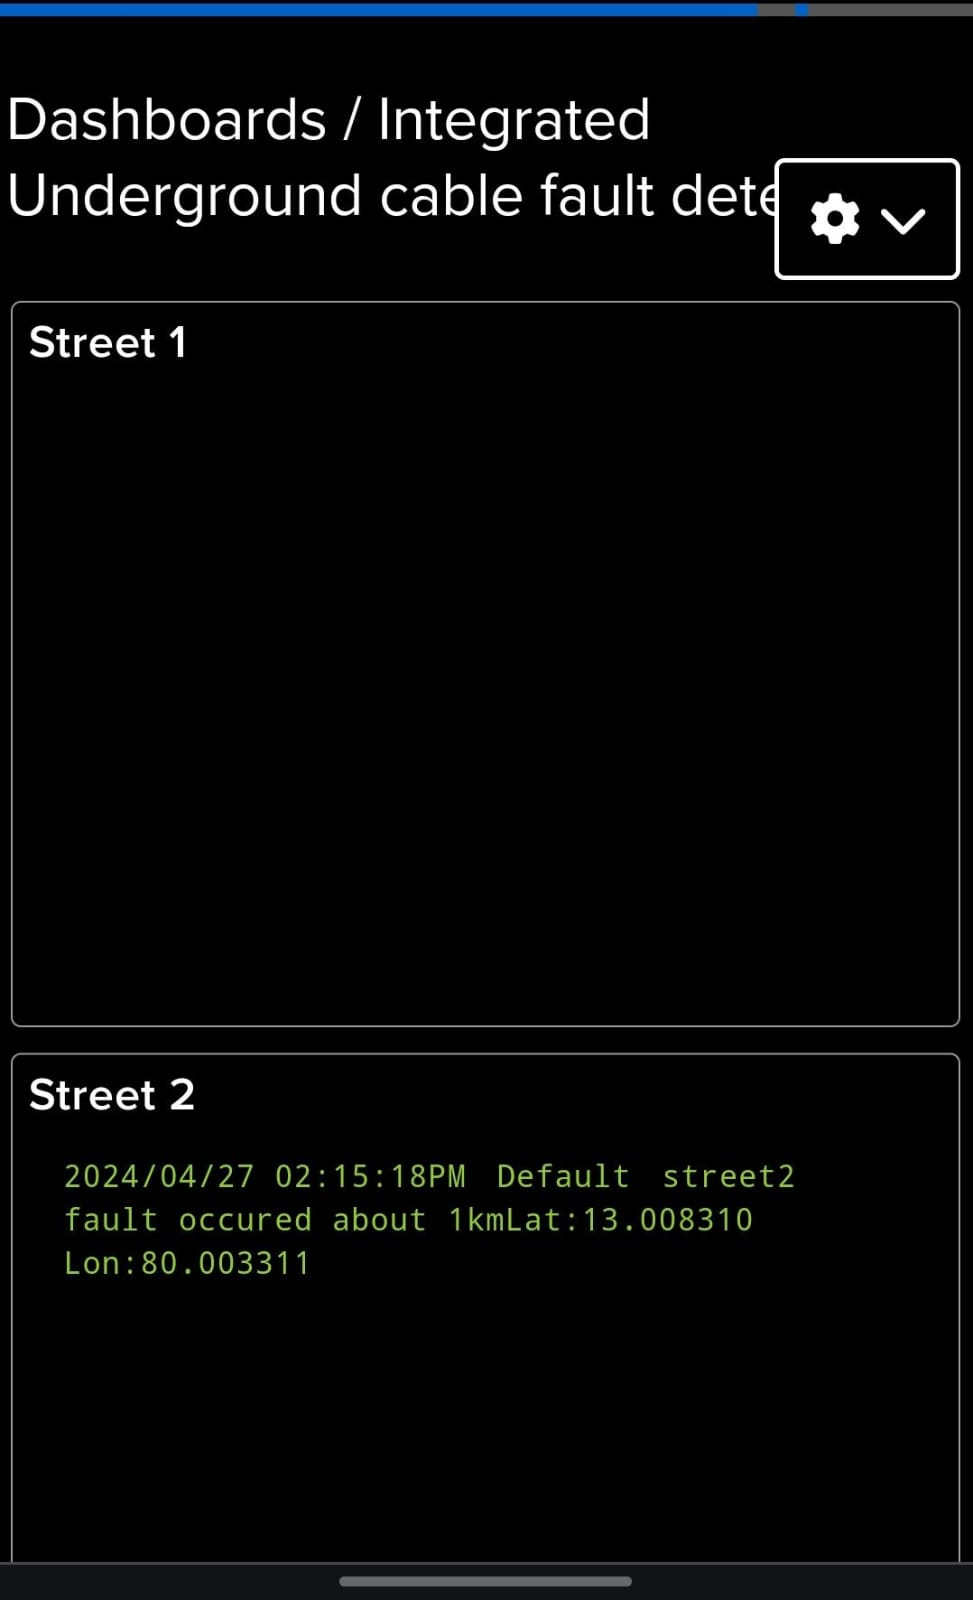 Dashboards / Integrated
Underground cable fault dete
Street 1
Street 2
2024/04/27 02:15:18PM Default street2
fault occured about 1kmLat:13.008310
Lon:80.003311